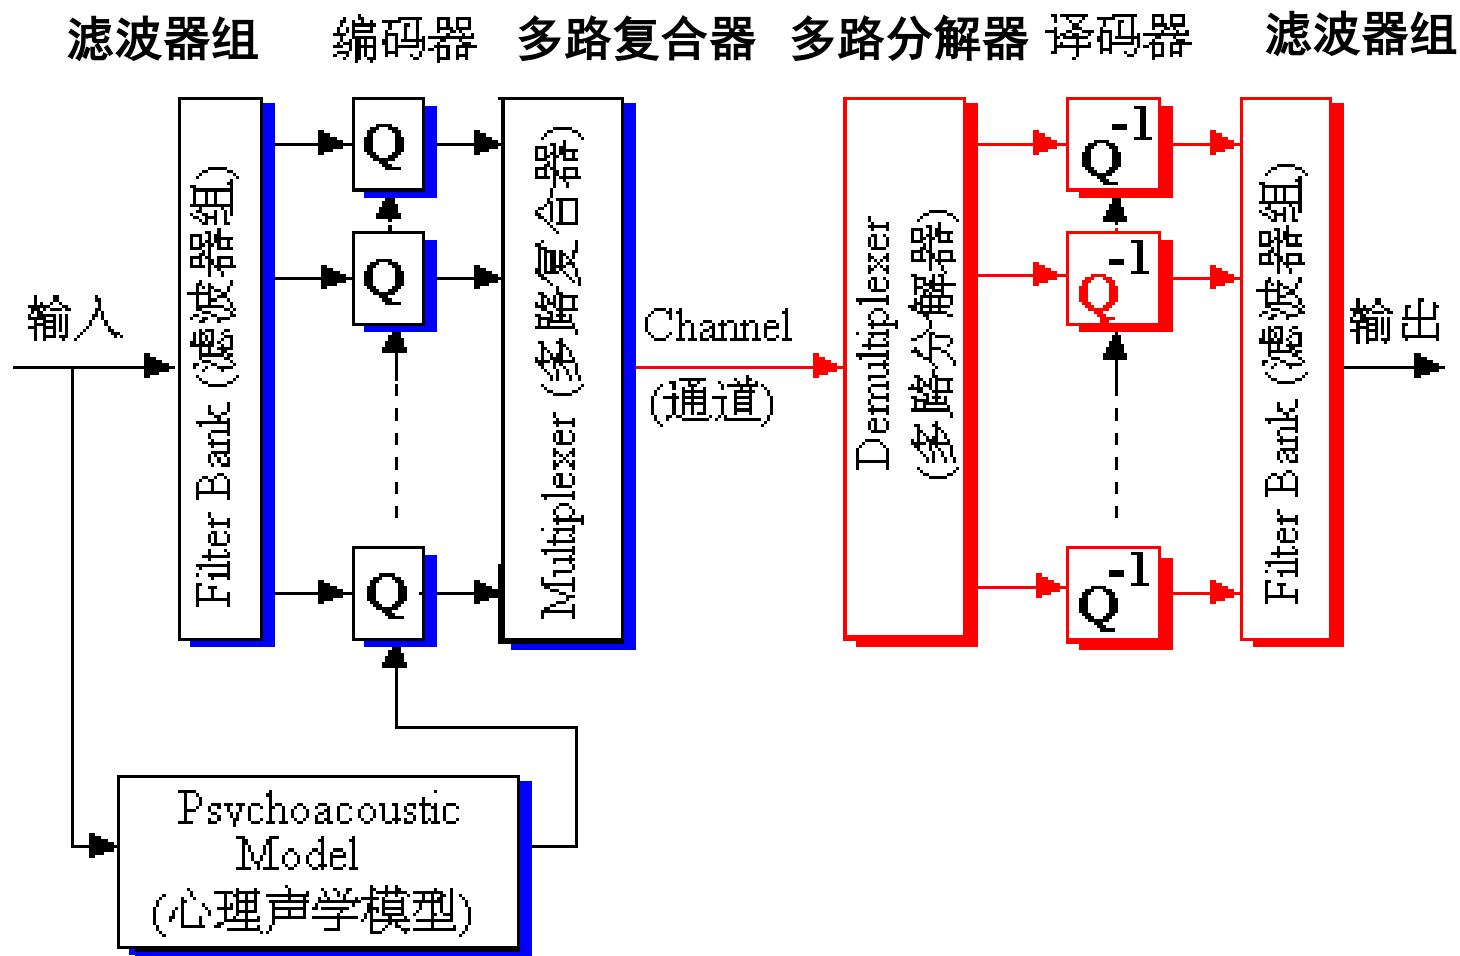 滤波器组 编码器 多路复合器 多路分解器 译码器 滤波器组
输入
Filter Bank (滤波器组)
Q
Q
Q
Multiplexer (多路复合器)
Channel
(通道)
Demultiplexer
(多路分解器)
Q-1
Q-1
Q-1
Filter Bank (滤波器组)
输出
Psychoacoustic
Model
(心理声学模型)